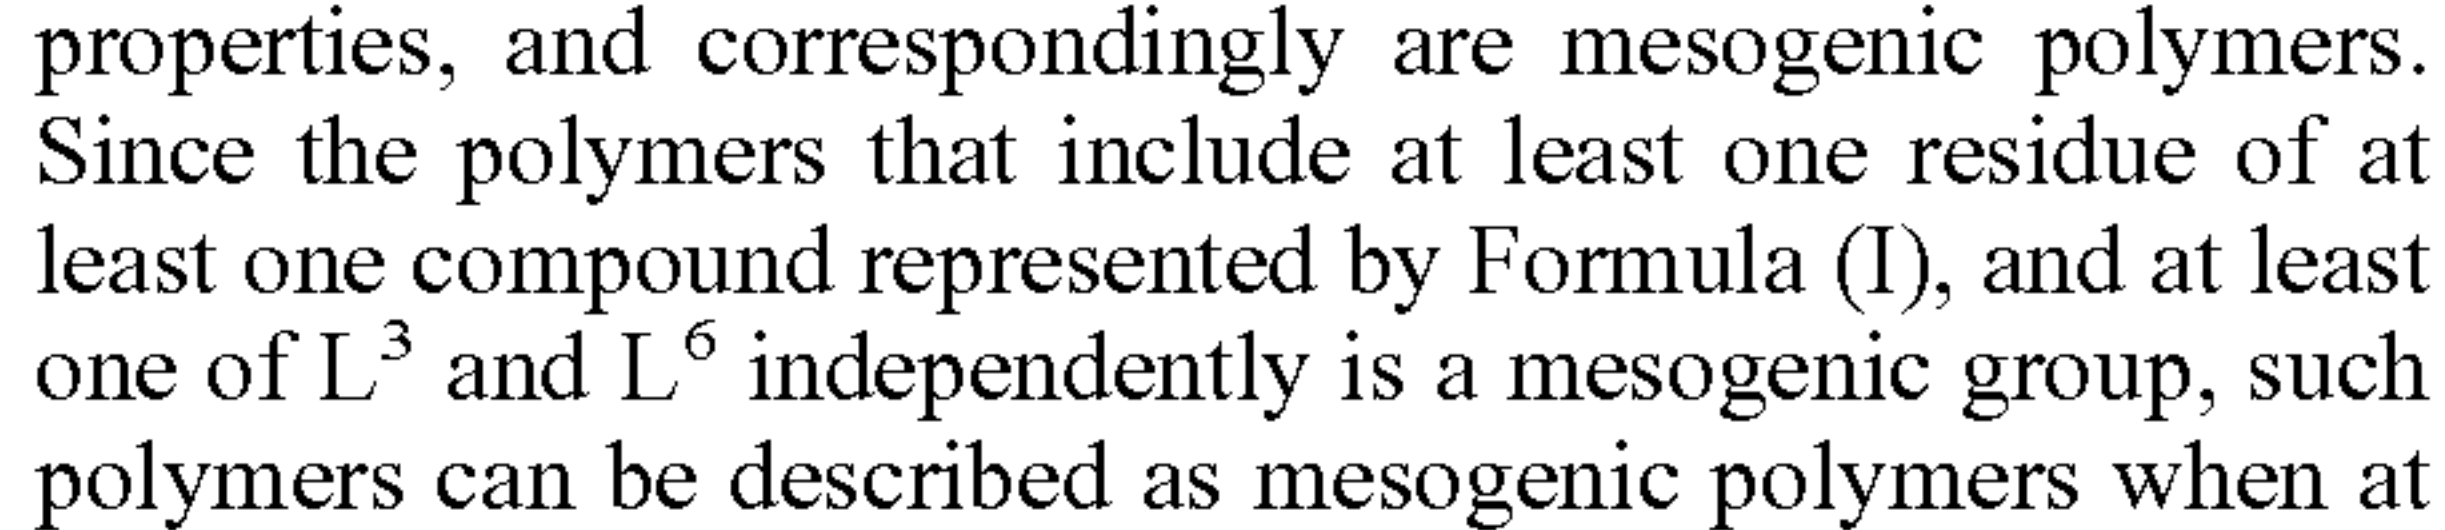 properties, and correspondingly are mesogenic polymers.
Since the polymers that include at least one residue of at
least one compound represented by Formula (I), and at least
one of L³ and L⁶ independently is a mesogenic group, such
polymers can be described as mesogenic polymers when at